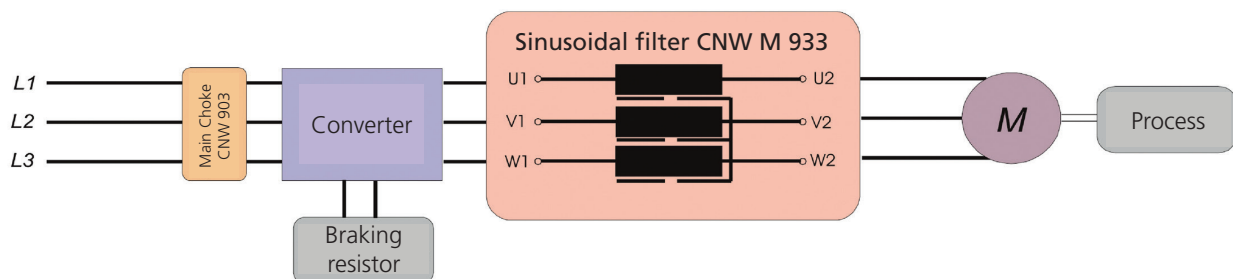 Sinusoidal filter CNW M 933
L1
L2
L3
Main Choke
CNW 903
Converter
U1
V1
W1
U2
V2
W2
M
Process
Braking
resistor